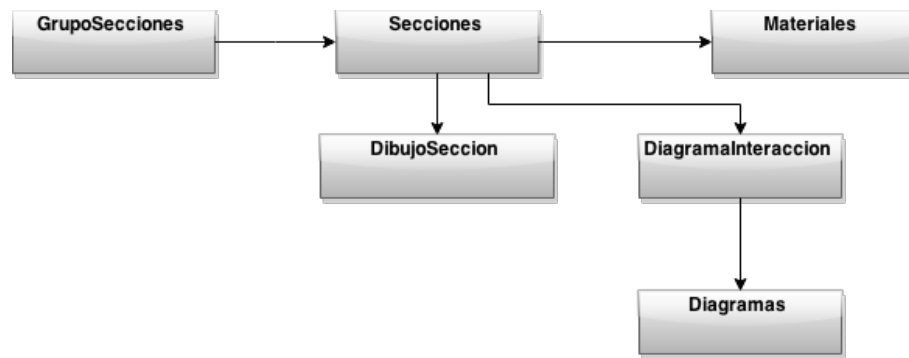 GrupoSecciones
Secciones
Materiales
DibujoSeccion
DiagramaInteraccion
Diagramas